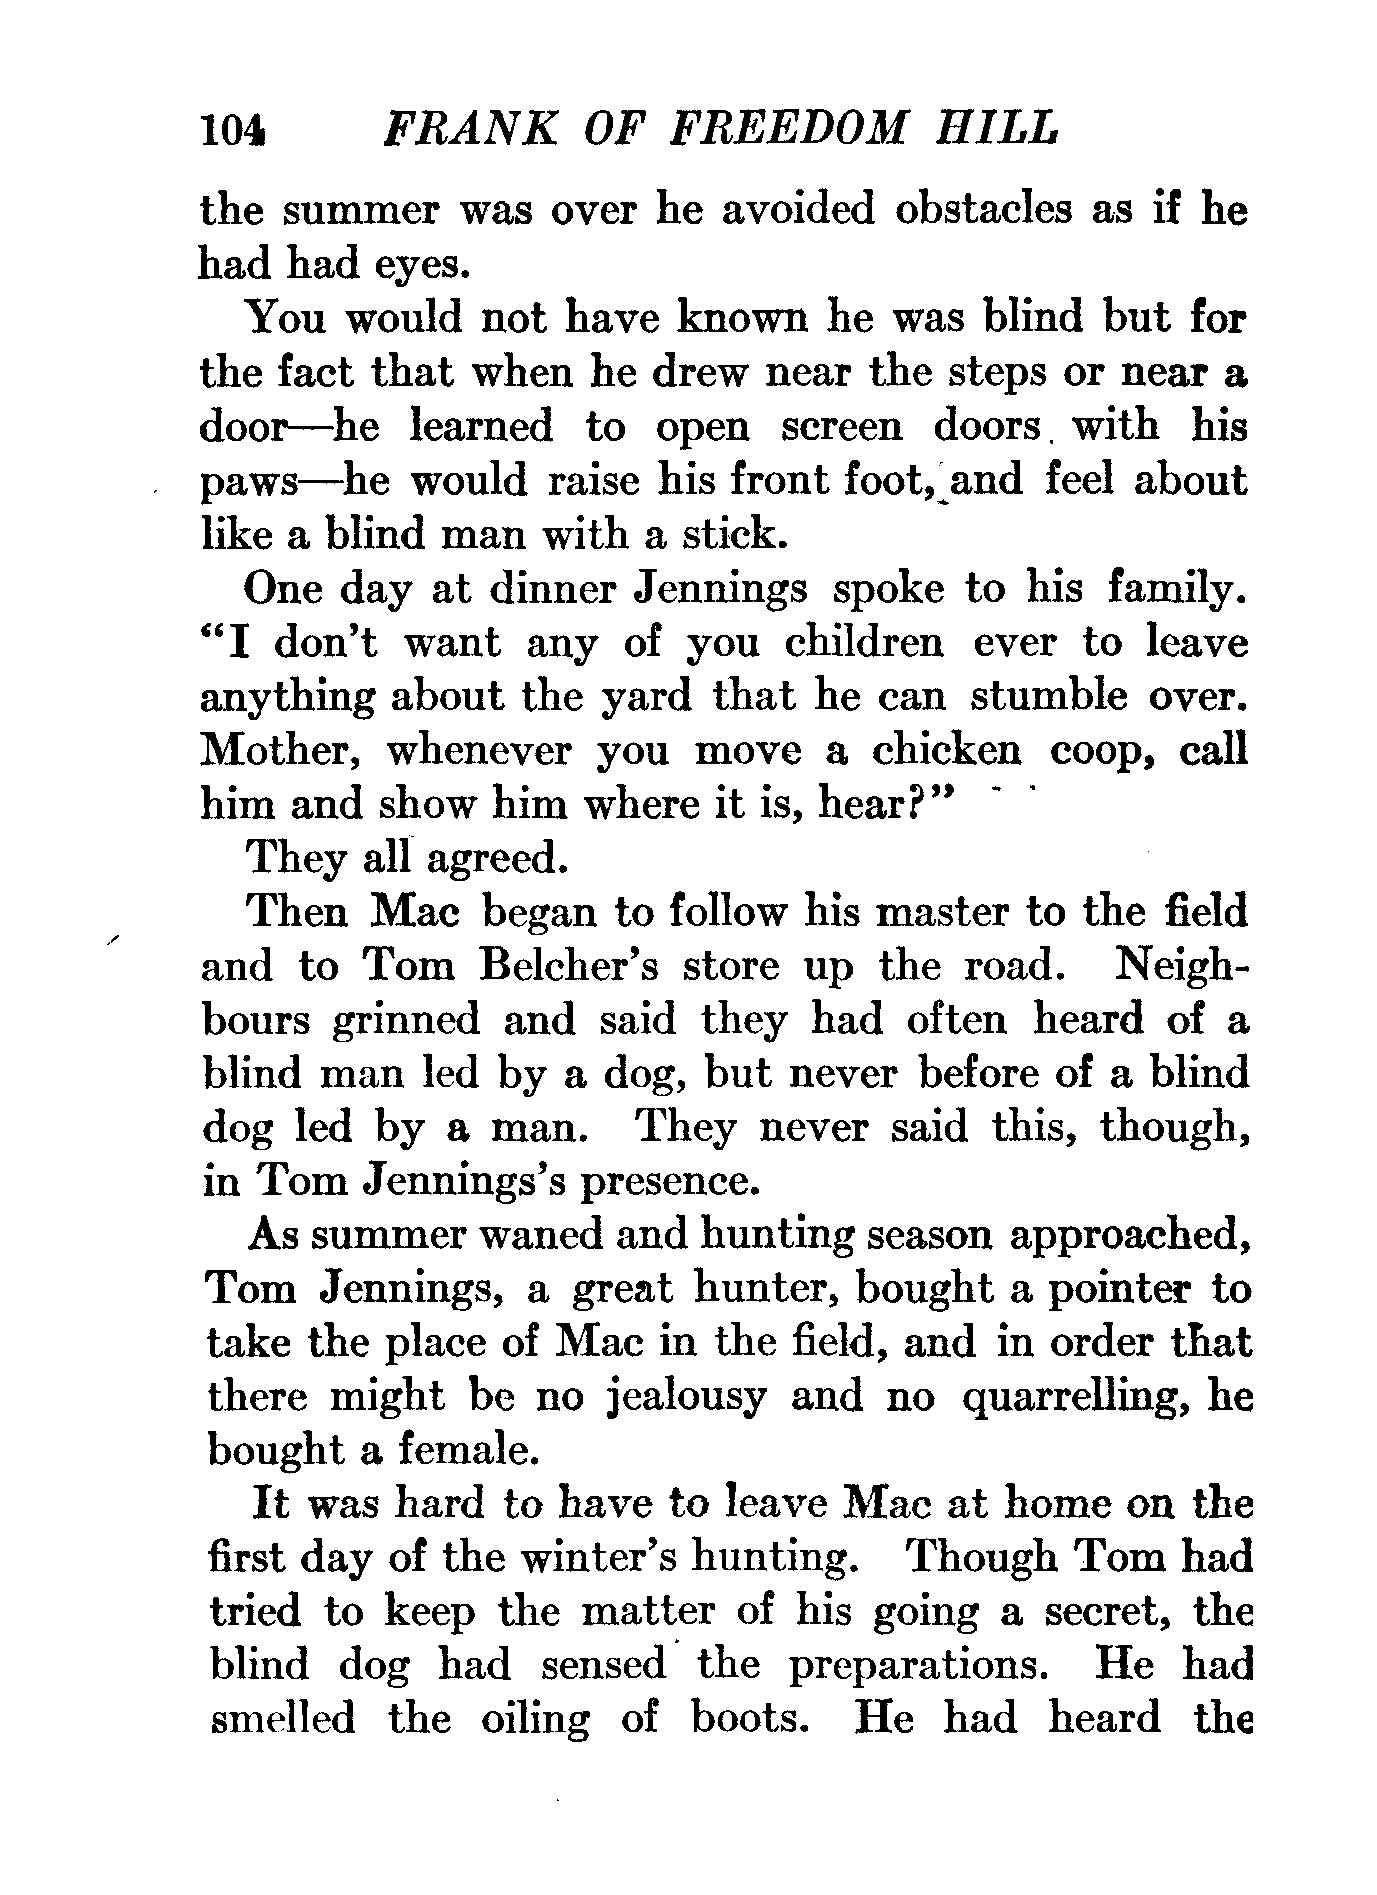 104 FRANK OF FREEDOM HILL
the summer was over he avoided obstacles as if he
had had eyes.
You would not have known he was blind but for
the fact that when he drew near the steps or near a
door—he learned to open screen doors with his
paws—he would raise his front foot, and feel about
like a blind man with a stick.
One day at dinner Jennings spoke to his family.
“I don’t want any of you children ever to leave
anything about the yard that he can stumble over.
Mother, whenever you move a chicken coop, call
him and show him where it is, hear?”
They all agreed.
Then Mac began to follow his master to the field
and to Tom Belcher’s store up the road. Neigh-
bours grinned and said they had often heard of a
blind man led by a dog, but never before of a blind
dog led by a man. They never said this, though,
in Tom Jennings’s presence.
As summer waned and hunting season approached,
Tom Jennings, a great hunter, bought a pointer to
take the place of Mac in the field, and in order that
there might be no jealousy and no quarrelling, he
bought a female.
It was hard to have to leave Mac at home on the
first day of the winter’s hunting. Though Tom had
tried to keep the matter of his going a secret, the
blind dog had sensed the preparations. He had
smelled the oiling of boots. He had heard the